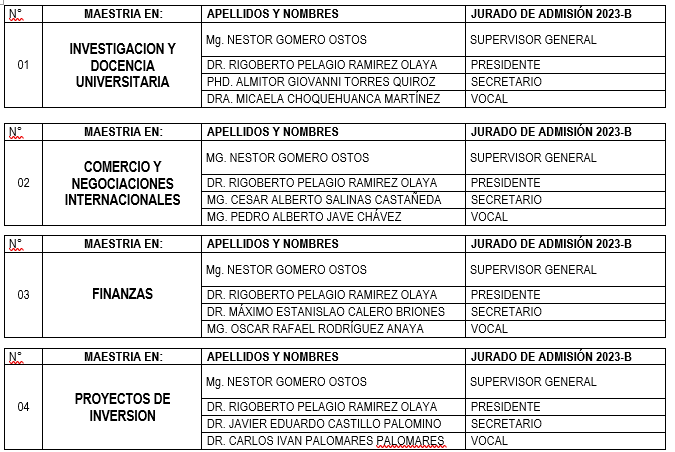 N° MAESTRIA EN: APELLIDOS Y NOMBRES JURADO DE ADMISIÓN 2023-B
01 INVESTIGACION Y DOCENCIA UNIVERSITARIA
Mg. NESTOR GOMERO OSTOS SUPERVISOR GENERAL
DR. RIGOBERTO PELAGIO RAMIREZ OLAYA PRESIDENTE
PHD. ALMITOR GIOVANNI TORRES QUIROZ SECRETARIO
DRA. MICAELA CHOQUEHUANCA MARTÍNEZ VOCAL
N° MAESTRIA EN: APELLIDOS Y NOMBRES JURADO DE ADMISIÓN 2023-B
02 COMERCIO Y NEGOCIACIONES INTERNACIONALES
MG. NESTOR GOMERO OSTOS SUPERVISOR GENERAL
DR. RIGOBERTO PELAGIO RAMIREZ OLAYA PRESIDENTE
MG. CESAR ALBERTO SALINAS CASTAÑEDA SECRETARIO
MG. PEDRO ALBERTO JAVE CHÁVEZ VOCAL
N° MAESTRIA EN: APELLIDOS Y NOMBRES JURADO DE ADMISIÓN 2023-B
03 FINANZAS
Mg. NESTOR GOMERO OSTOS SUPERVISOR GENERAL
DR. RIGOBERTO PELAGIO RAMIREZ OLAYA PRESIDENTE
DR. MÁXIMO ESTANISLAO CALERO BRIONES SECRETARIO
MG. OSCAR RAFAEL RODRÍGUEZ ANAYA VOCAL
N° MAESTRIA EN: APELLIDOS Y NOMBRES JURADO DE ADMISIÓN 2023-B
04 PROYECTOS DE INVERSION
Mg. NESTOR GOMERO OSTOS SUPERVISOR GENERAL
DR. RIGOBERTO PELAGIO RAMIREZ OLAYA PRESIDENTE
DR. JAVIER EDUARDO CASTILLO PALOMINO SECRETARIO
DR. CARLOS IVAN PALOMARES PALOMARES VOCAL